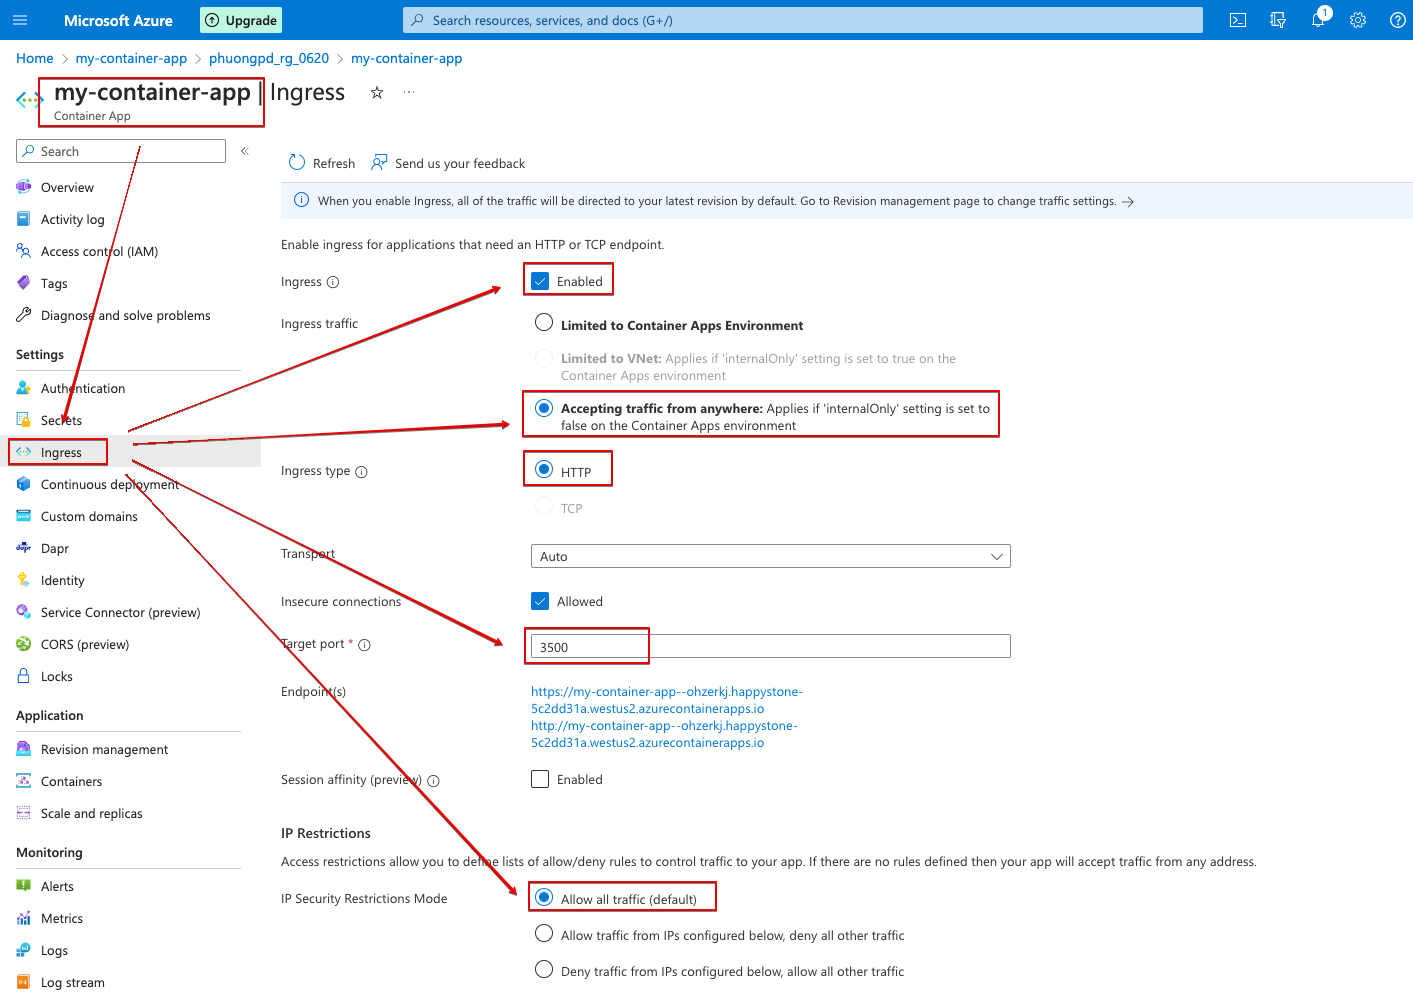 Microsoft Azure
Upgrade
Search resources, services, and docs (G+/)
1
Home > my-container-app > phuongpd_rg_0620 > my-container-app
my-container-app | Ingress
Container App
Search
Overview
Activity log
Access control (IAM)
Tags
Diagnose and solve problems
Settings
Authentication
Secrets
Ingress
Continuous deployment
Custom domains
Dapr
Identity
Service Connector (preview)
CORS (preview)
Locks
Application
Revision management
Containers
Scale and replicas
Monitoring
Alerts
Metrics
Logs
Log stream
Refresh
Send us your feedback
When you enable Ingress, all of the traffic will be directed to your latest revision by default. Go to Revision management page to change traffic settings. →
Enable ingress for applications that need an HTTP or TCP endpoint.
Ingress
Enabled
Ingress traffic
Limited to Container Apps Environment
Limited to VNet: Applies if 'internalOnly' setting is set to true on the
Container Apps environment
Accepting traffic from anywhere: Applies if 'internalOnly' setting is set to
false on the Container Apps environment
Ingress type
HTTP
TCP
Transport
Auto
Insecure connections
Allowed
Target port *
3500
Endpoint(s)
https://my-container-app--ohzerkj.happystone-
5c2dd31a.westus2.azurecontainerapps.io
http://my-container-app--ohzerkj.happystone-
5c2dd31a.westus2.azurecontainerapps.io
Session affinity (preview)
Enabled
IP Restrictions
Access restrictions allow you to define lists of allow/deny rules to control traffic to your app. If there are no rules defined then your app will accept traffic from any address.
IP Security Restrictions Mode
Allow all traffic (default)
Allow traffic from IPs configured below, deny all other traffic
Deny traffic from IPs configured below, allow all other traffic